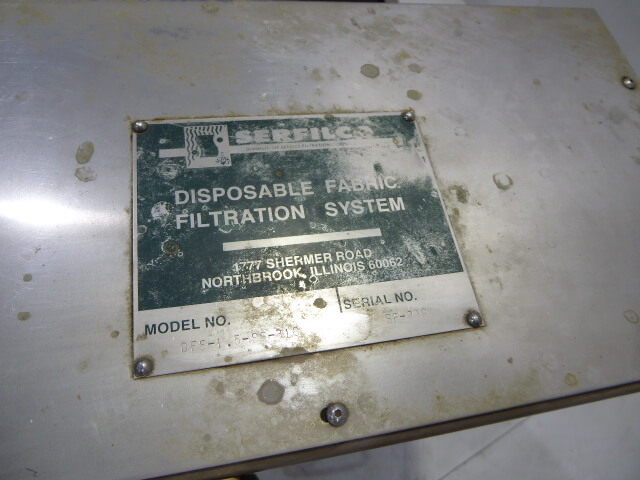 SERFILCO
DISPOSABLE FABRIC
FILTRATION SYSTEM
1777 SHERMER ROAD
NORTHBROOK, ILLINOIS 60062
MODEL NO.
SERIAL NO.